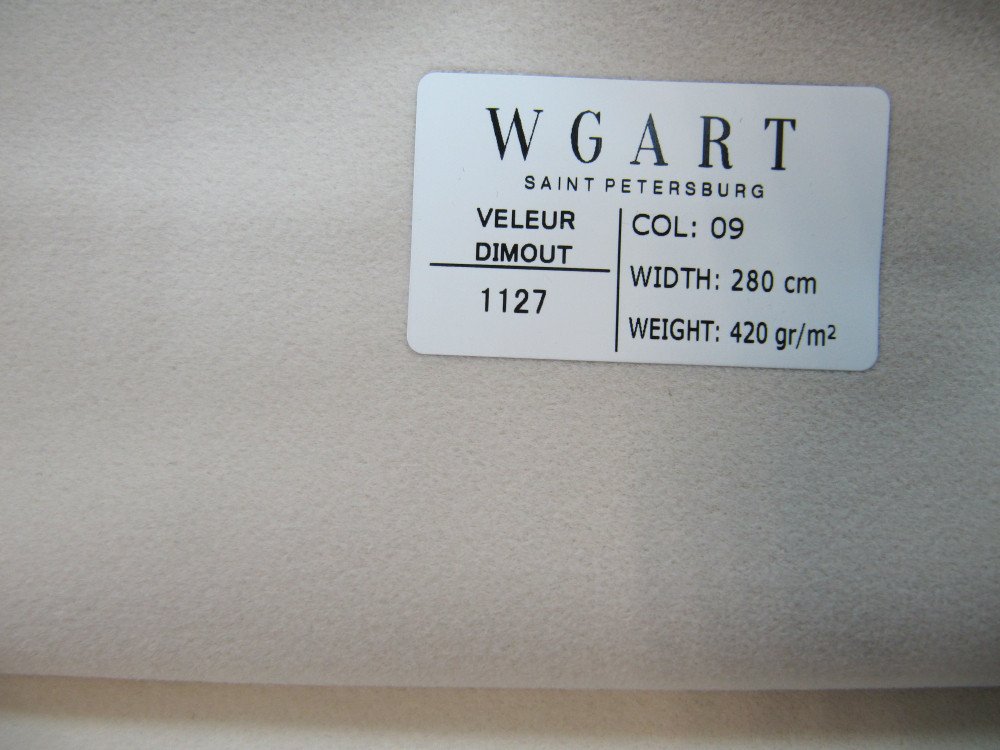 WGART
SAINT PETERSBURG
VELEUR
DIMOUT
1127
COL: 09
WIDTH: 280 cm
WEIGHT: 420 gr/m²